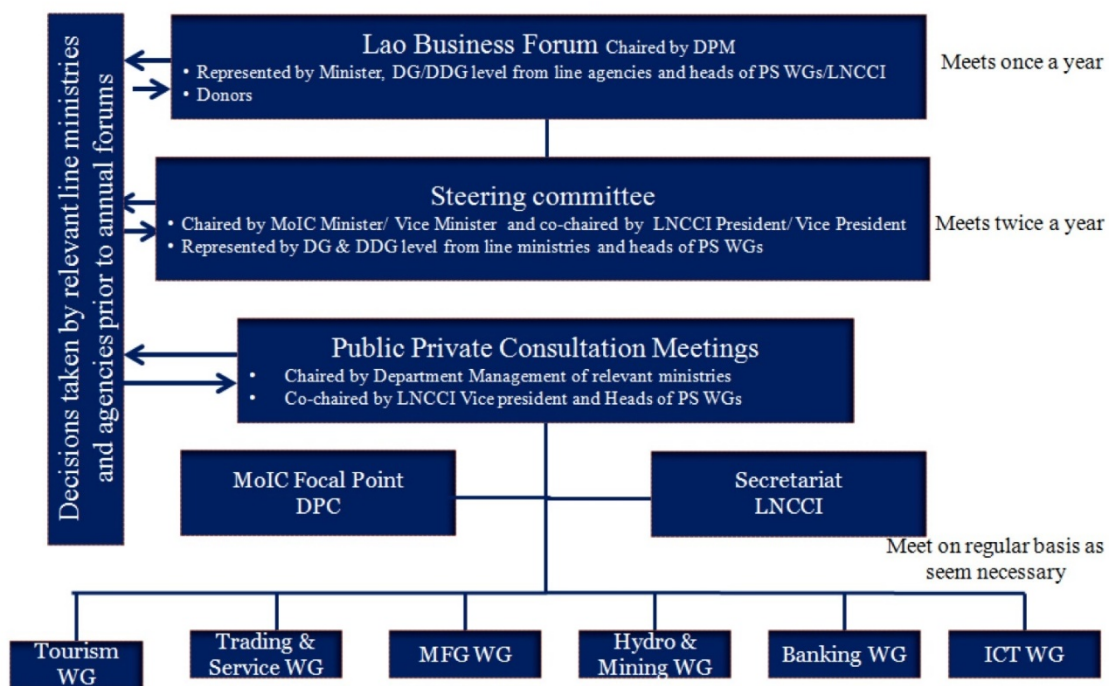 Decisions taken by relevant line ministries
and agencies prior to annual forums
Lao Business Forum Chaired by DPM
• Represented by Minister, DG/DDG level from line agencies and heads of PS WGs/LNCCI
• Donors
Meets once a year
Steering committee
• Chaired by MoIC Minister/ Vice Minister and co-chaired by LNCCI President/ Vice President
• Represented by DG & DDG level from line ministries and heads of PS WGs
Meets twice a year
Public Private Consultation Meetings
• Chaired by Department Management of relevant ministries
• Co-chaired by LNCCI Vice president and Heads of PS WGs
MoIC Focal Point
DPC
Secretariat
LNCCI
Meet on regular basis as
seem necessary
Tourism
WG
Trading &
Service WG
MFG WG
Hydro &
Mining WG
Banking WG
ICT WG